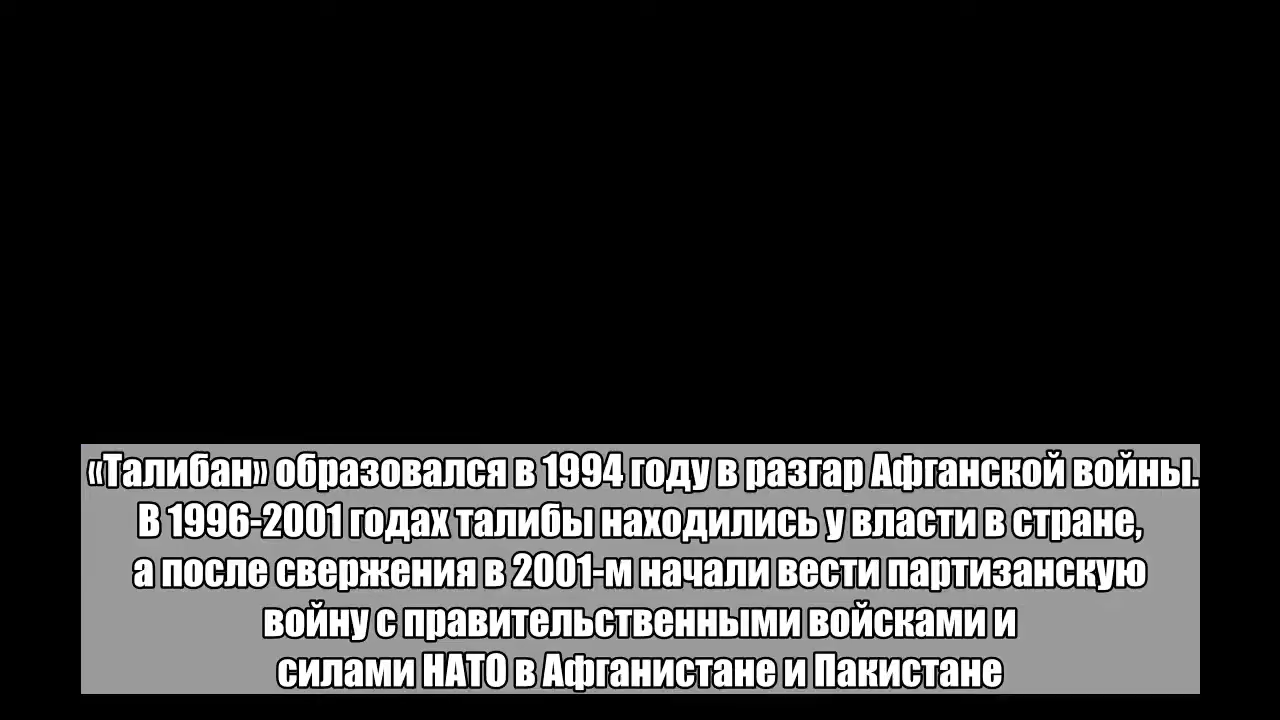 «Талибан» образовался в 1994 году в разгар Афганской войны.
В 1996-2001 годах талибы находились у власти в стране,
а после свержения в 2001-м начали вести партизанскую
войну с правительственными войсками и
силами НАТО в Афганистане и Пакистане